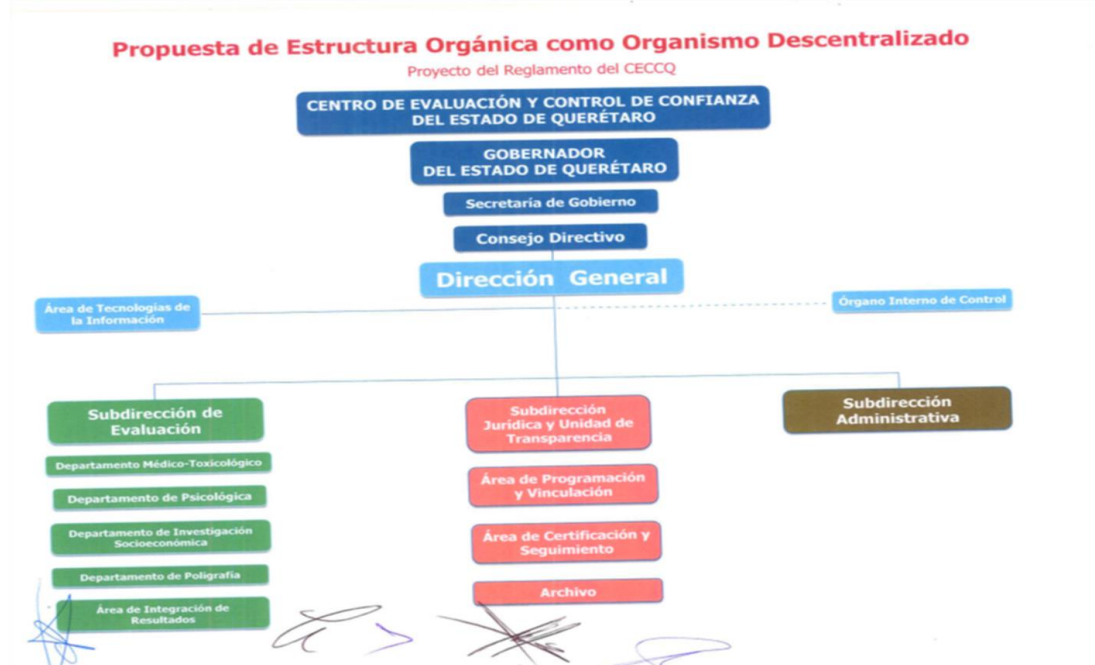 Propuesta de Estructura Orgánica como Organismo Descentralizado
Proyecto del Reglamento del CECCQ
CENTRO DE EVALUACIÓN Y CONTROL DE CONFIANZA
DEL ESTADO DE QUERÉTARO
GOBERNADOR
DEL ESTADO DE QUERÉTARO
Secretaria de Gobierno
Consejo Directivo
Dirección General
Área de Tecnologias de
la Información
Órgano Interno de Control
Subdirección de
Evaluación
Departamento Médico-Toxicológico
Departamento de Psicológica
Departamento de Investigación
Socioeconómica
Departamento de Poligrafía
Área de Integración de
Resultados
Subdirección
Jurídica y Unidad de
Transparencia
Área de Programación
y Vinculación
Área de Certificación y
Seguimiento
Archivo
Subdirección
Administrativa